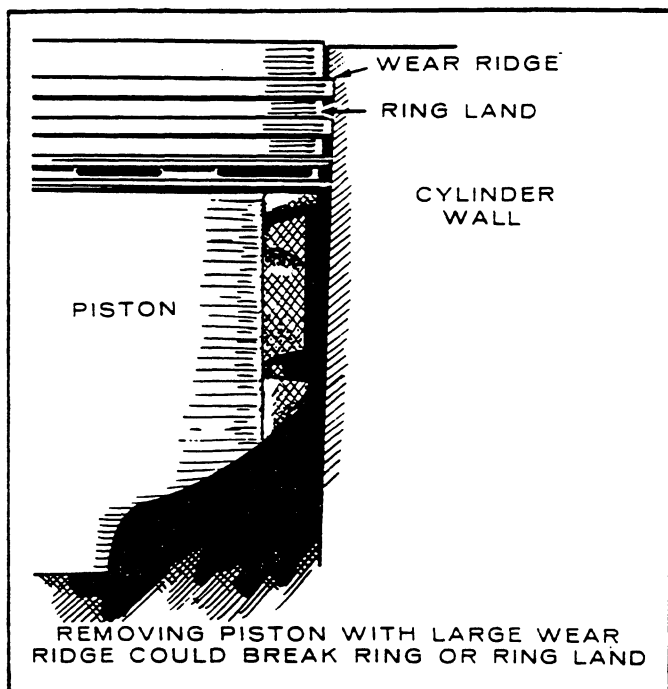 WEAR RIDGE
RING LAND
CYLINDER
WALL
PISTON
REMOVING PISTON WITH LARGE WEAR
RIDGE COULD BREAK RING OR RING LAND